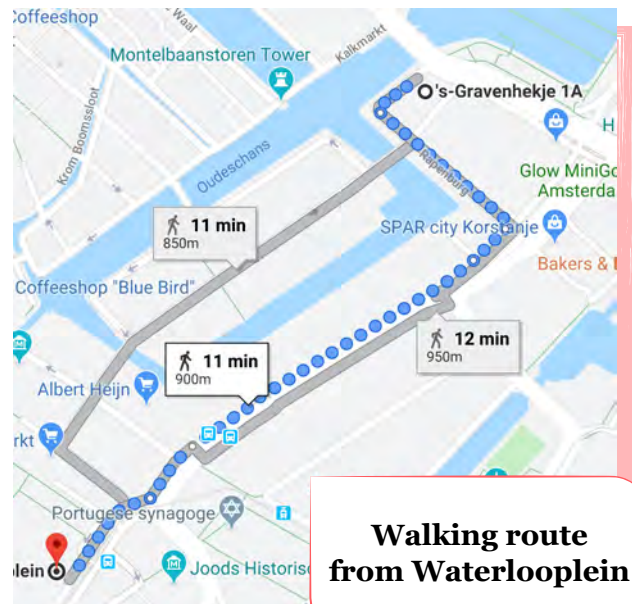 Coffeeshop
Waal
Kalkmarkt
Montelbaanstoren Tower
's-Gravenhekje 1A
H
Krom Boomssloot
Oudeschans
Rapenburg
Glow MiniGo
Amsterda
11 min
850m
SPAR city Korstanje
Bakers &
Coffeeshop "Blue Bird"
12 min
950m
11 min
900m
Albert Heijn
rkt
Portugese synagoge
plein
Joods Historisc
Walking route
from Waterlooplein